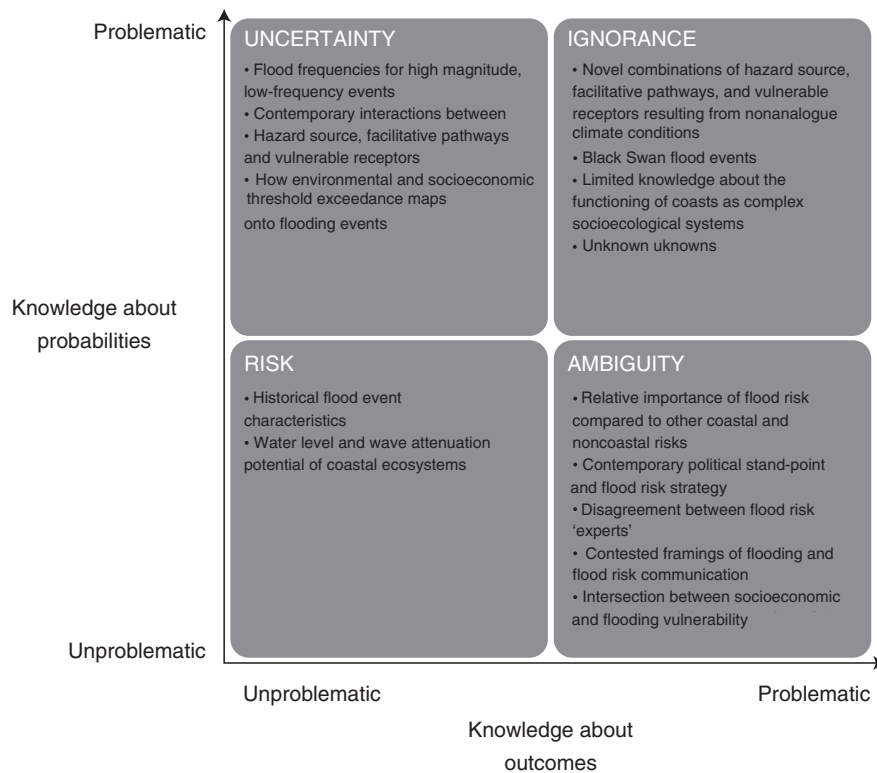 Problematic
UNCERTAINTY
• Flood frequencies for high magnitude,
low-frequency events
• Contemporary interactions between
• Hazard source, facilitative pathways
and vulnerable receptors
• How environmental and socioeconomic
threshold exceedance maps
onto flooding events
IGNORANCE
• Novel combinations of hazard source,
facilitative pathways, and vulnerable
receptors resulting from nonanalogue
climate conditions
• Black Swan flood events
• Limited knowledge about the
functioning of coasts as complex
socioecological systems
• Unknown uknowns
Knowledge about
probabilities
RISK
• Historical flood event
characteristics
• Water level and wave attenuation
potential of coastal ecosystems
AMBIGUITY
• Relative importance of flood risk
compared to other coastal and
noncoastal risks
• Contemporary political stand-point
and flood risk strategy
• Disagreement between flood risk
‘experts’
• Contested framings of flooding and
flood risk communication
• Intersection between socioeconomic
and flooding vulnerability
Unproblematic
Unproblematic
Problematic
Knowledge about
outcomes